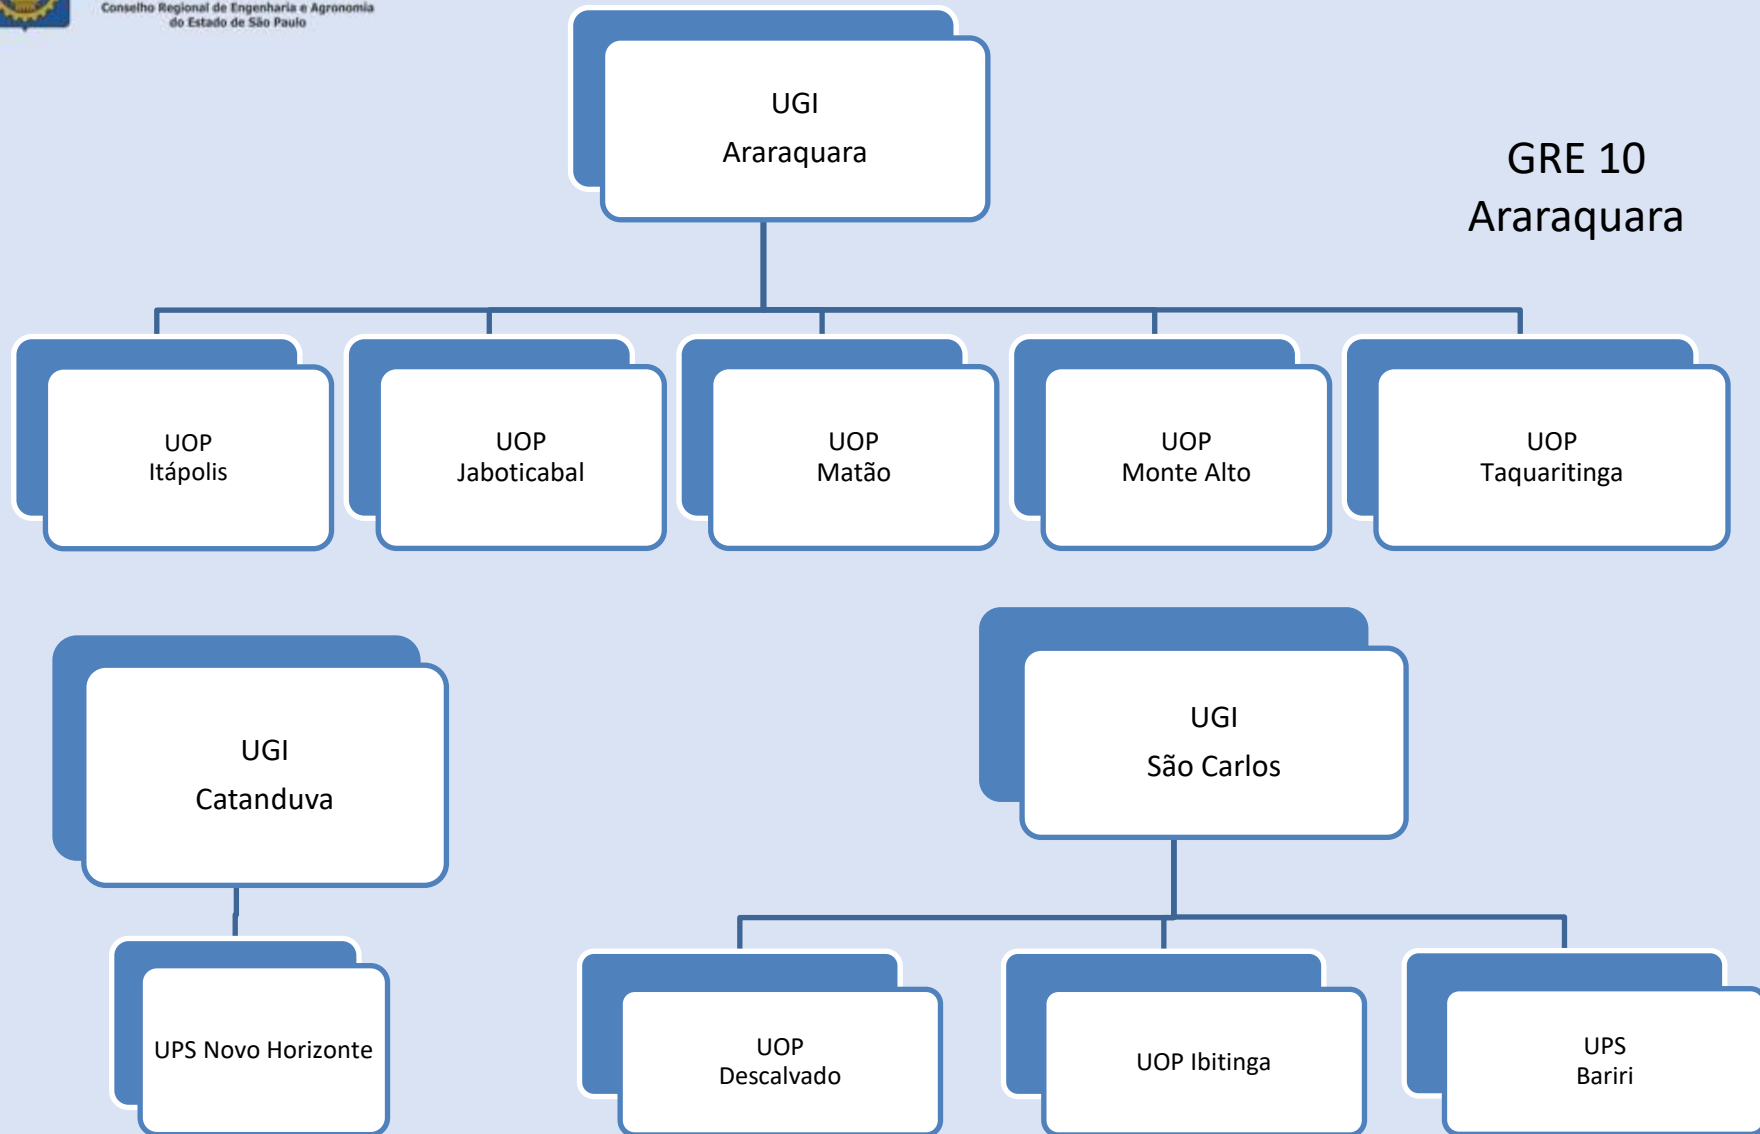 Conselho Regional de Engenharia e Agronomia
do Estado de São Paulo
UGI
Araraquara
GRE 10
Araraquara
UOP
Itápolis
UOP
Jaboticabal
UOP
Matão
UOP
Monte Alto
UOP
Taquaritinga
UGI
Catanduva
UGI
São Carlos
UPS Novo Horizonte
UOP
Descalvado
UOP Ibitinga
UPS
Bariri